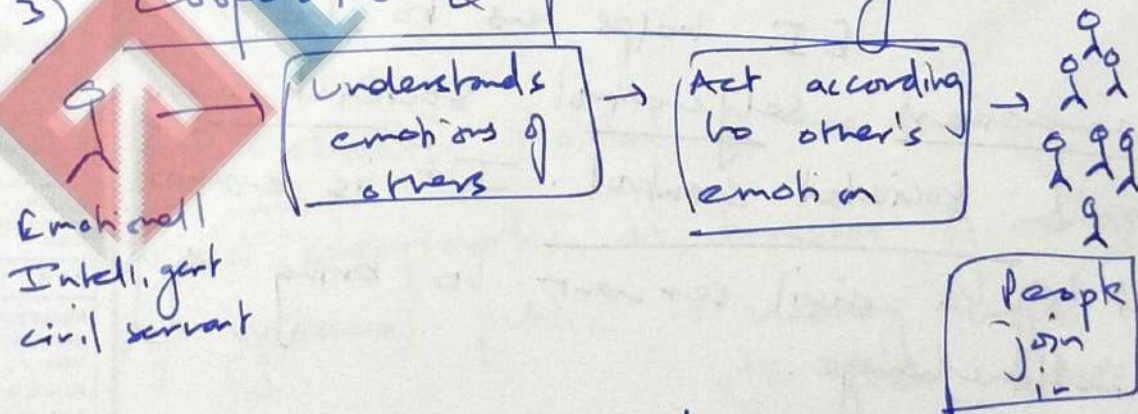 3)
Understands
emotions of
others
Act according
to other's
emotion
Emotionall
Intelligent
civil servant
People
join
in